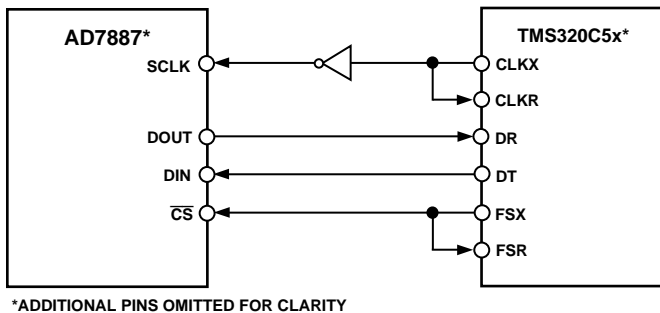 AD7887*
TMS320C5x*
SCLK
CLKX
CLKR
DOUT
DR
DIN
DT
CS
FSX
FSR
*ADDITIONAL PINS OMITTED FOR CLARITY